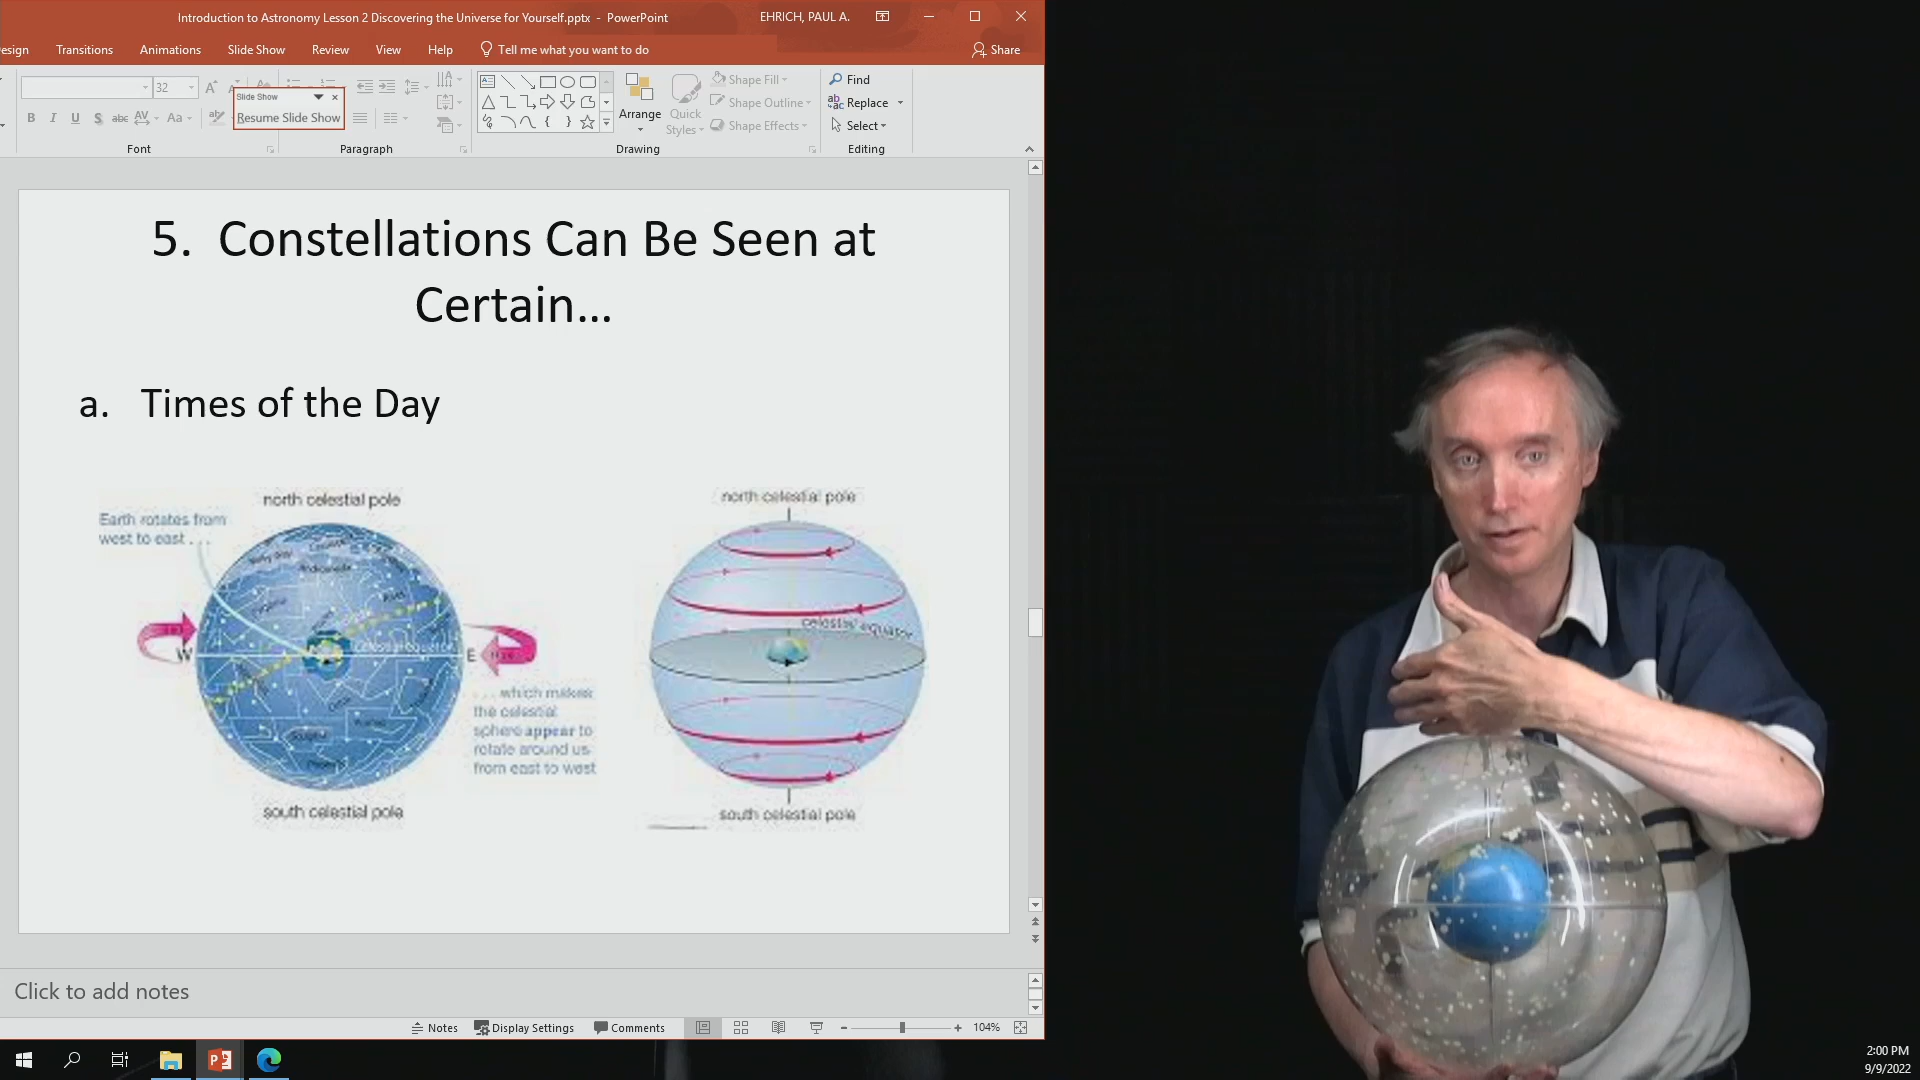 Introduction to Astronomy Lesson 2 Discovering the Universe for Yourself.pptx - PowerPoint
EHRICH, PAUL A.
esign Transitions Animations Slide Show Review View Help Tell me what you want to do Share
32
Slide Show
Resume Slide Show
B I U S abc AV Aa
Font
Paragraph
Arrange
Quick Styles
Shape Fill
Shape Outline
Shape Effects
Drawing
Find
Replace
Select
Editing
5. Constellations Can Be Seen at
Certain...
a. Times of the Day
north celestial pole
Earth rotates from
west to east . . .
W
E
. . . which makes
the celestial
sphere appear to
rotate around us
from east to west
south celestial pole
north celestial pole
celestial equator
south celestial pole
Click to add notes
Notes Display Settings Comments 104%
2:00 PM
9/9/2022